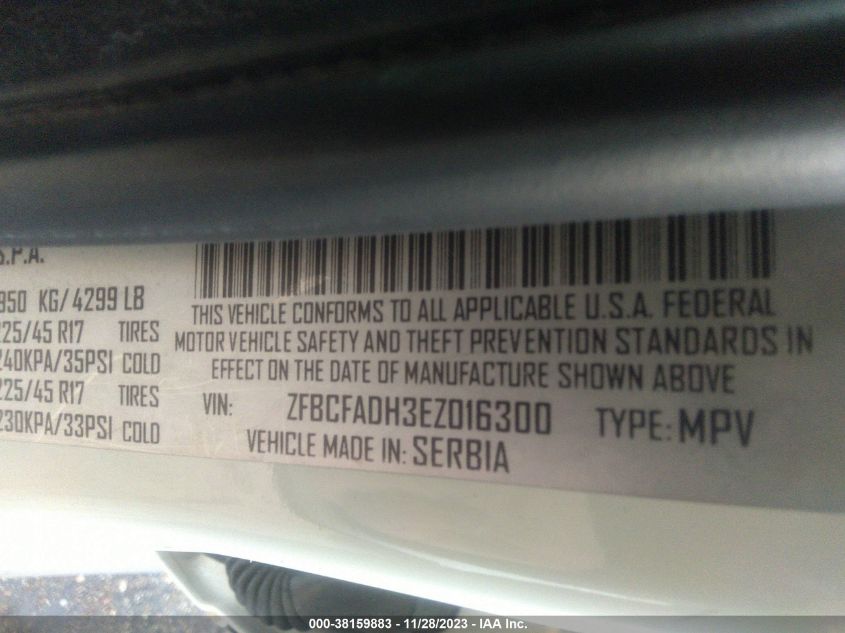 S.P.A.
950 KG/ 4299 LB
225/45 R17 TIRES
240KPA/35PSI COLD
225/45 R17 TIRES
230KPA/33PSI COLD
THIS VEHICLE CONFORMS TO ALL APPLICABLE U.S.A. FEDERAL
MOTOR VEHICLE SAFETY AND THEFT PREVENTION STANDARDS IN
EFFECT ON THE DATE OF MANUFACTURE SHOWN ABOVE
VIN: ZFBCFADH3EZ016300 TYPE: MPV
VEHICLE MADE IN: SERBIA
000-38159883 — 11/28/2023 - IAA Inc.